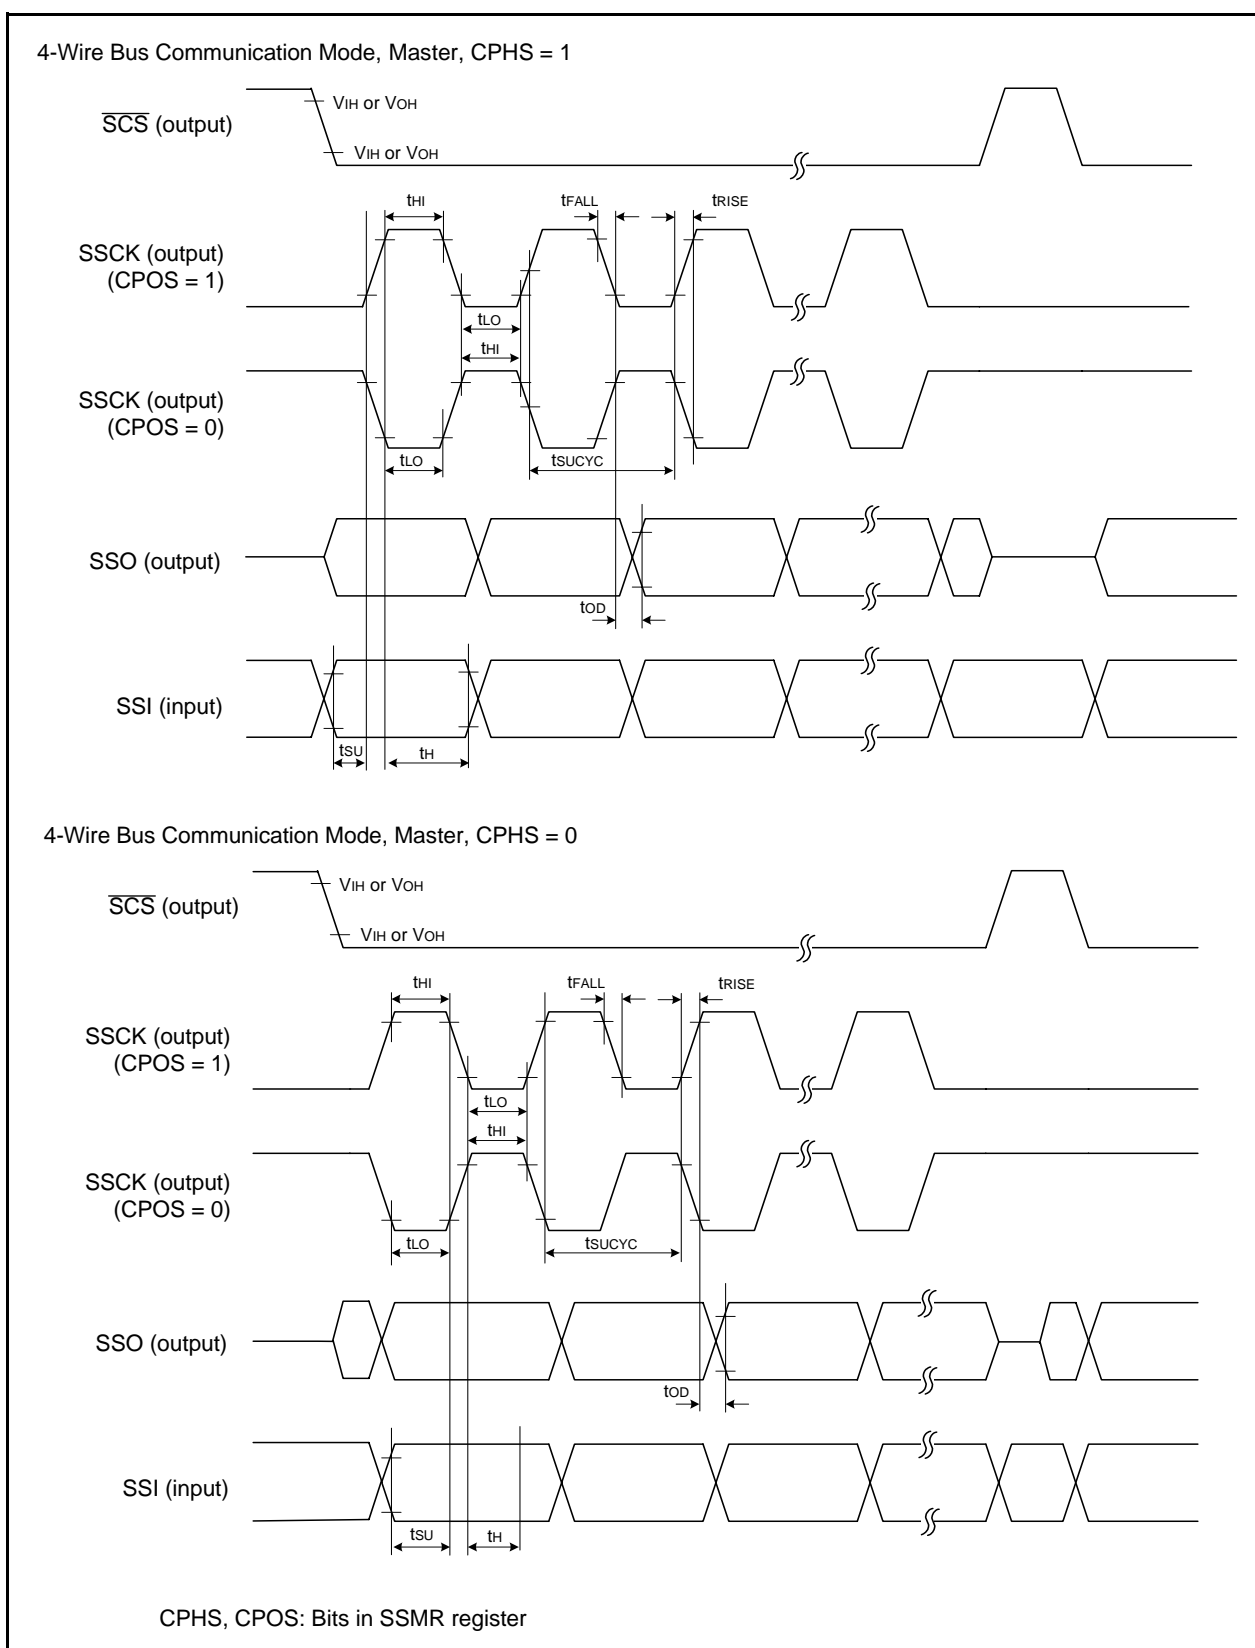 4-Wire Bus Communication Mode, Master, CPHS = 1
VIH or VOH
SCS (output)
VIH or VOH
tHI
tFALL
tRISE
SSCK (output)
(CPOS = 1)
tLO
tHI
SSCK (output)
(CPOS = 0)
tLO
tSUCYC
SSO (output)
tOD
SSI (input)
tSU
tH
4-Wire Bus Communication Mode, Master, CPHS = 0
VIH or VOH
SCS (output)
VIH or VOH
tHI
tFALL
tRISE
SSCK (output)
(CPOS = 1)
tLO
tHI
SSCK (output)
(CPOS = 0)
tLO
tSUCYC
SSO (output)
tOD
SSI (input)
tSU
tH
CPHS, CPOS: Bits in SSMR register